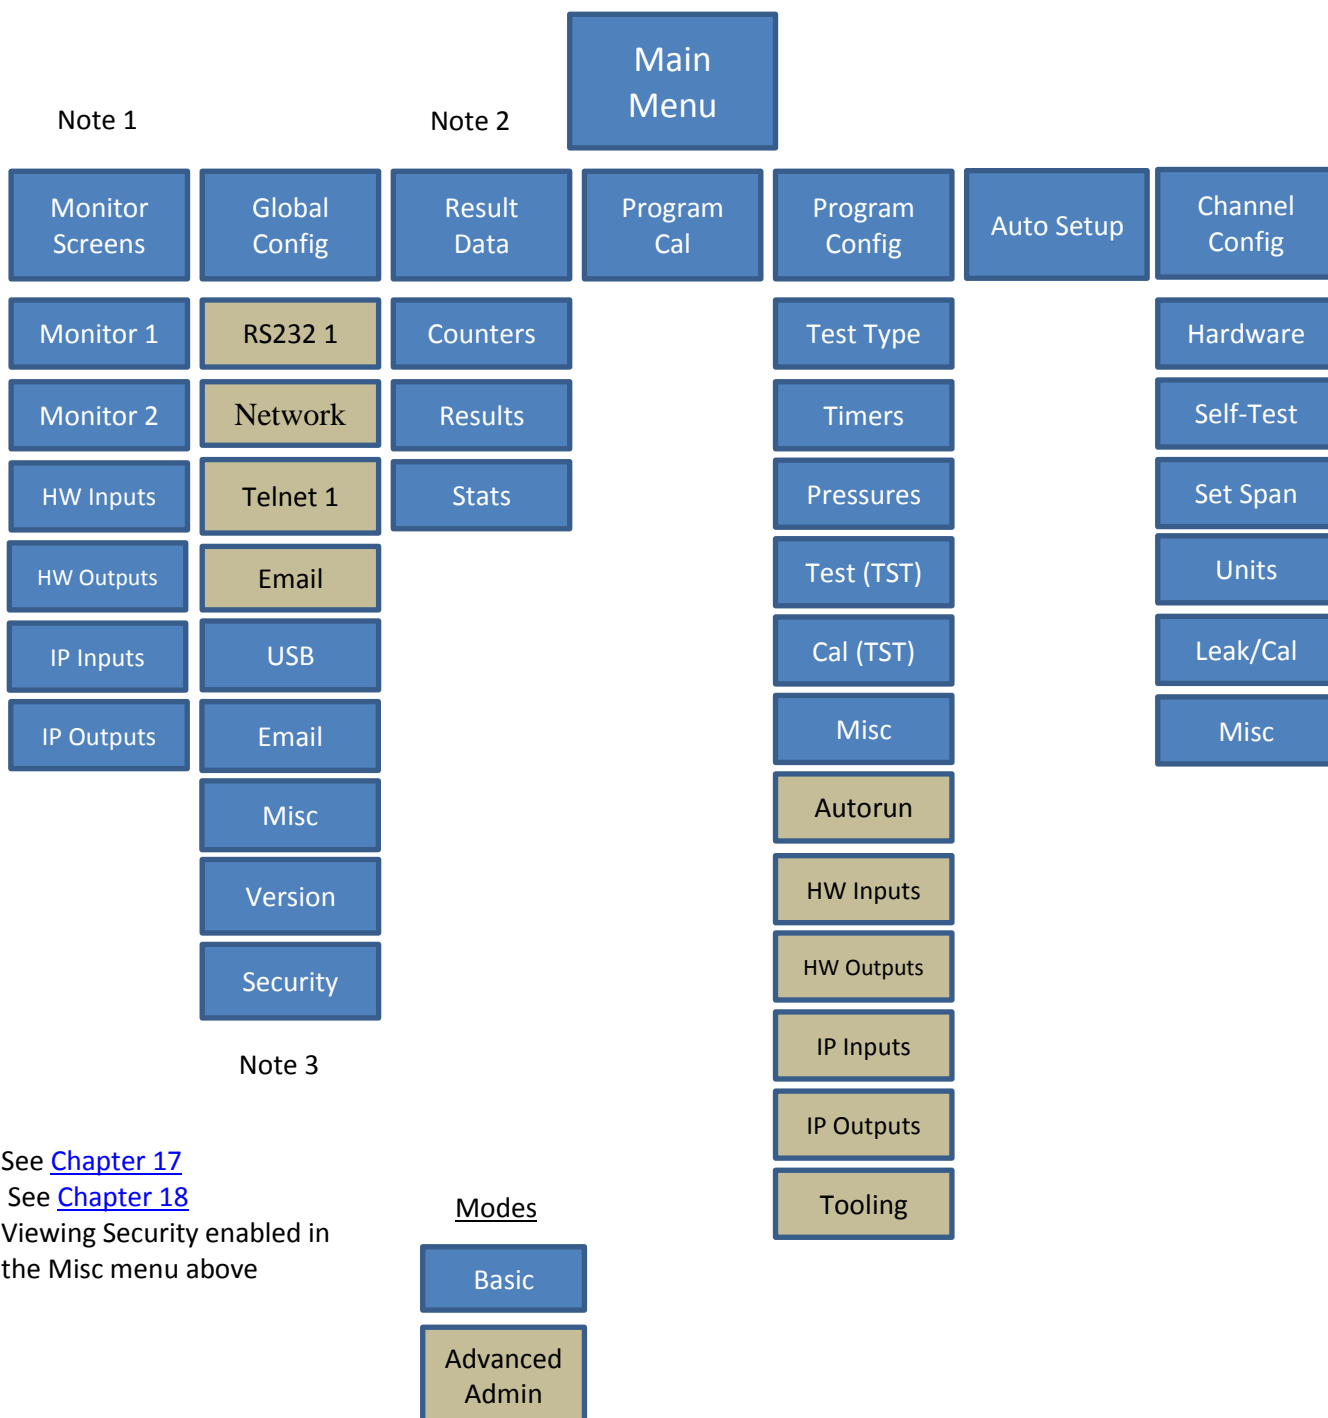 Main
Menu
Note 1
Note 2
Monitor
Screens
Global
Config
Result
Data
Program
Cal
Program
Config
Auto Setup
Channel
Config
Monitor 1
Monitor 2
HW Inputs
HW Outputs
IP Inputs
IP Outputs
RS232 1
Network
Telnet 1
Email
USB
Email
Misc
Version
Security
Note 3
Counters
Results
Stats
Test Type
Timers
Pressures
Test (TST)
Cal (TST)
Misc
Autorun
HW Inputs
HW Outputs
IP Inputs
IP Outputs
Tooling
Hardware
Self-Test
Set Span
Units
Leak/Cal
Misc
See Chapter 17
See Chapter 18
Viewing Security enabled in
the Misc menu above
Modes
Basic
Advanced
Admin